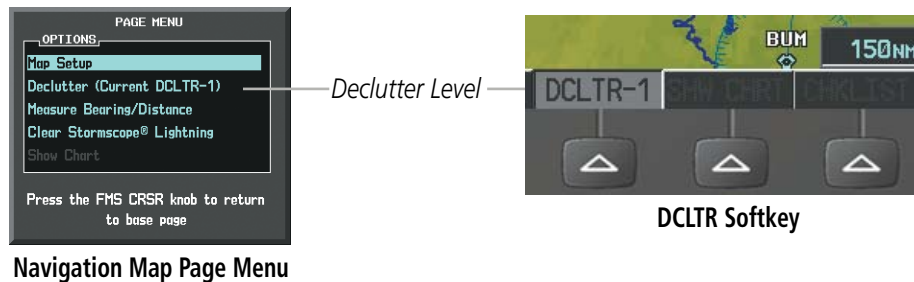 PAGE MENU
OPTIONS
Map Setup
Declutter (Current DCLTR-1)
Measure Bearing/Distance
Clear Stormscope® Lightning
Show Chart
Press the FMS CRSR knob to return
to base page
Navigation Map Page Menu
Declutter Level
BUM
150NM
DCLTR-1 SHW CHRT CHKLIST
DCLTR Softkey